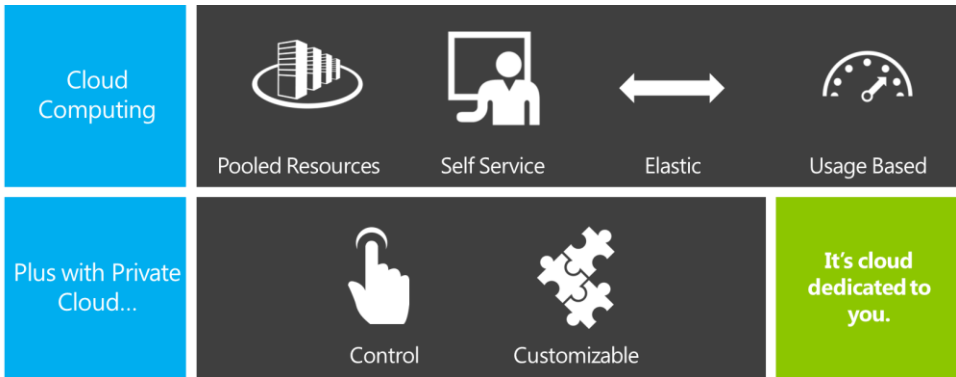 Cloud
Computing
Pooled Resources
Self Service
Elastic
Usage Based
Plus with Private
Cloud...
Control
Customizable
It's cloud
dedicated to
you.